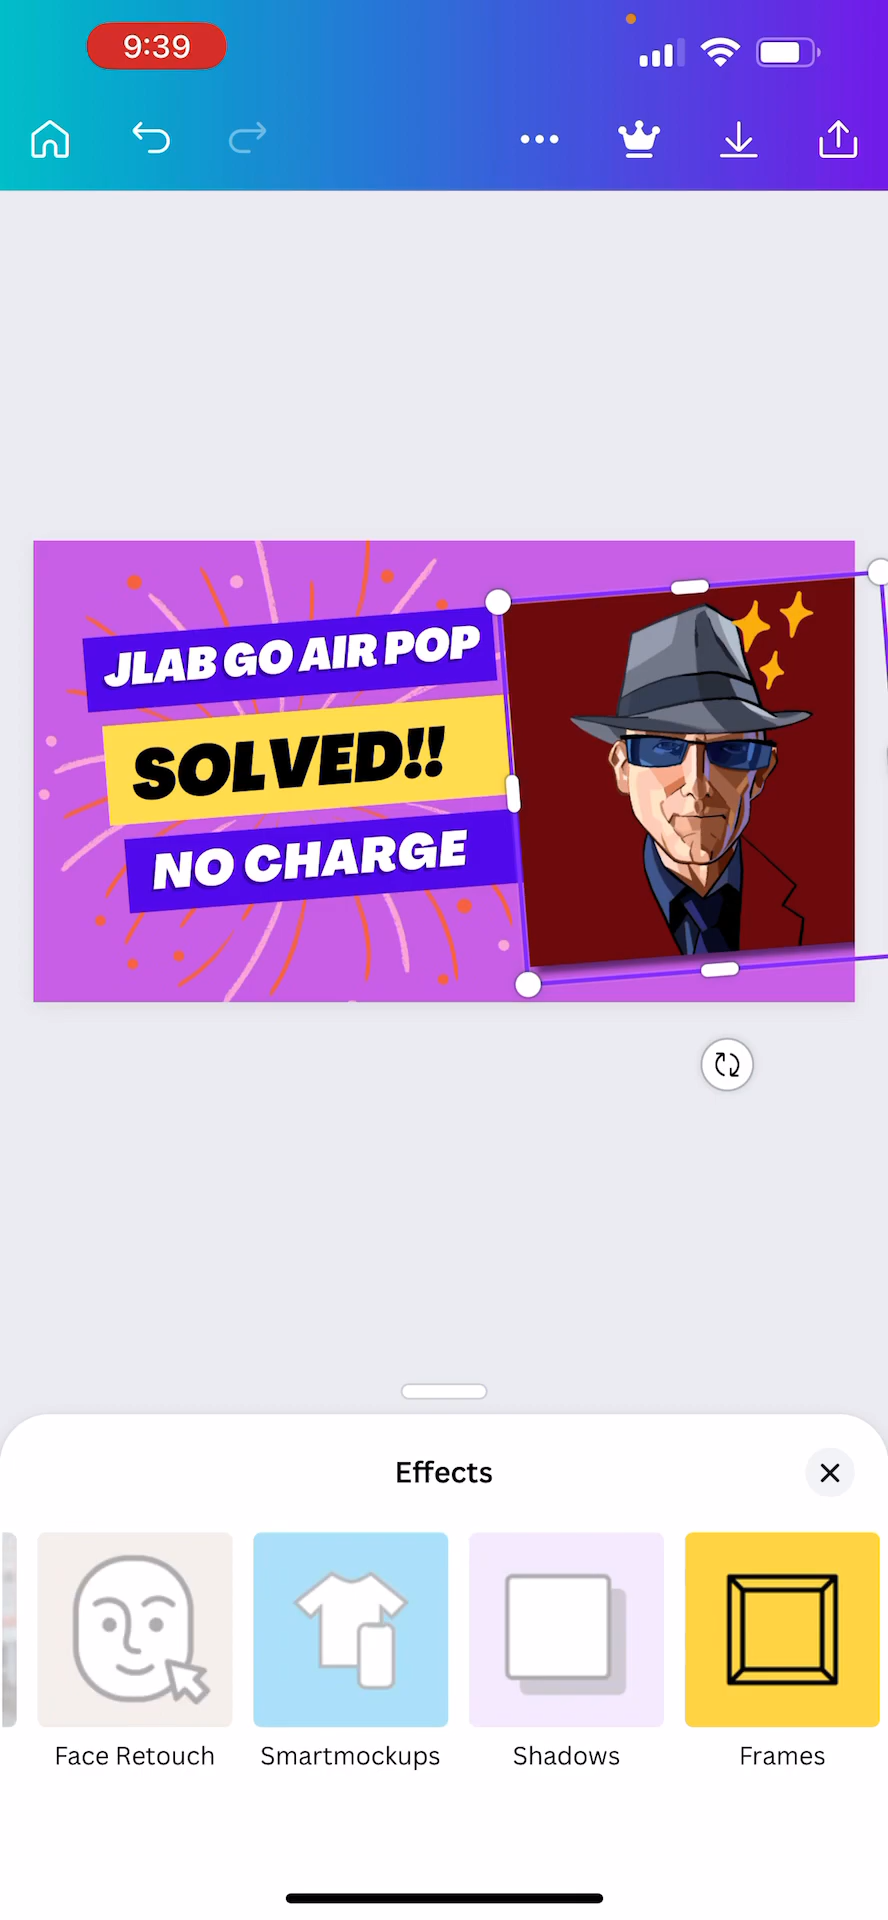 9:39
JLAB GO AIR POP
SOLVED!!
NO CHARGE
Effects
Face Retouch
Smartmockups
Shadows
Frames